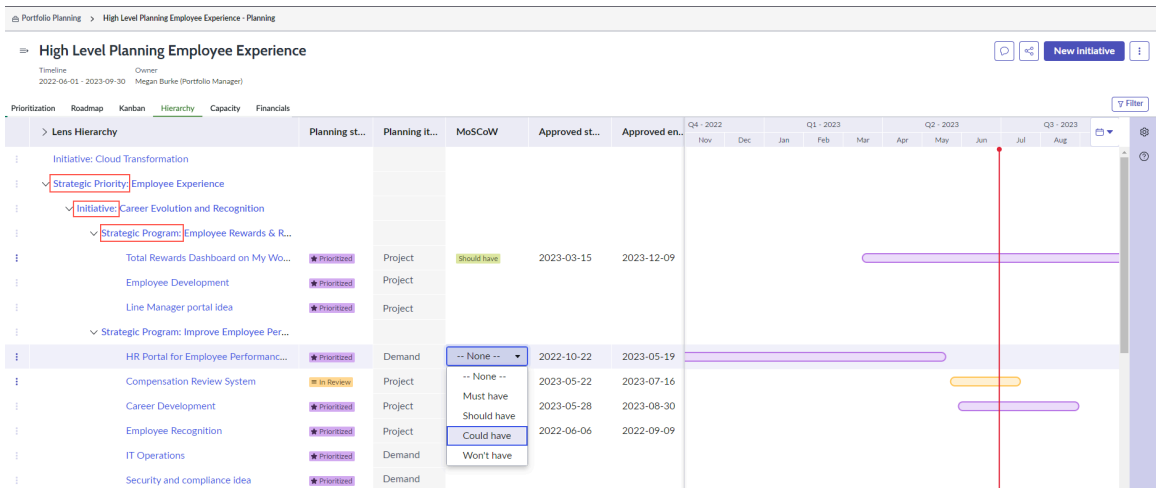 Portfolio Planning > High Level Planning Employee Experience - Planning
High Level Planning Employee Experience
New initiative
Timeline Owner
2022-06-01 - 2023-09-30 Megan Burke (Portfolio Manager)
Prioritization Roadmap Kanban Hierarchy Capacity Financials
Filter
Lens Hierarchy Planning st... Planning it... MoSCoW Approved st... Approved en... Q4 - 2022 Q1 - 2023 Q2 - 2023 Q3 - 2023
Nov Dec Jan Feb Mar Apr May Jun Jul Aug
Initiative: Cloud Transformation
Strategic Priority: Employee Experience
Initiative: Career Evolution and Recognition
Strategic Program: Employee Rewards & R...
Total Rewards Dashboard on My Wo... Prioritized Project Should have 2023-03-15 2023-12-09
Employee Development Prioritized Project
Line Manager portal idea Prioritized Project
Strategic Program: Improve Employee Per...
HR Portal for Employee Performanc... Prioritized Demand -- None -- 2022-10-22 2023-05-19
Compensation Review System In Review Project -- None -- 2023-05-22 2023-07-16
Must have
Career Development Prioritized Project Should have 2023-05-28 2023-08-30
Employee Recognition Prioritized Project Could have 2022-06-06 2022-09-09
IT Operations Prioritized Demand Won't have
Security and compliance idea Prioritized Demand